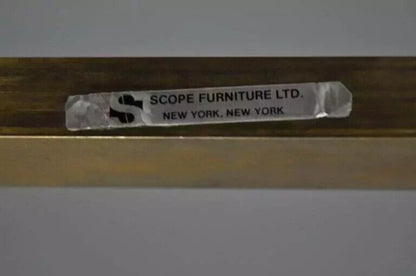 S SCOPE FURNITURE LTD.
NEW YORK, NEW YORK